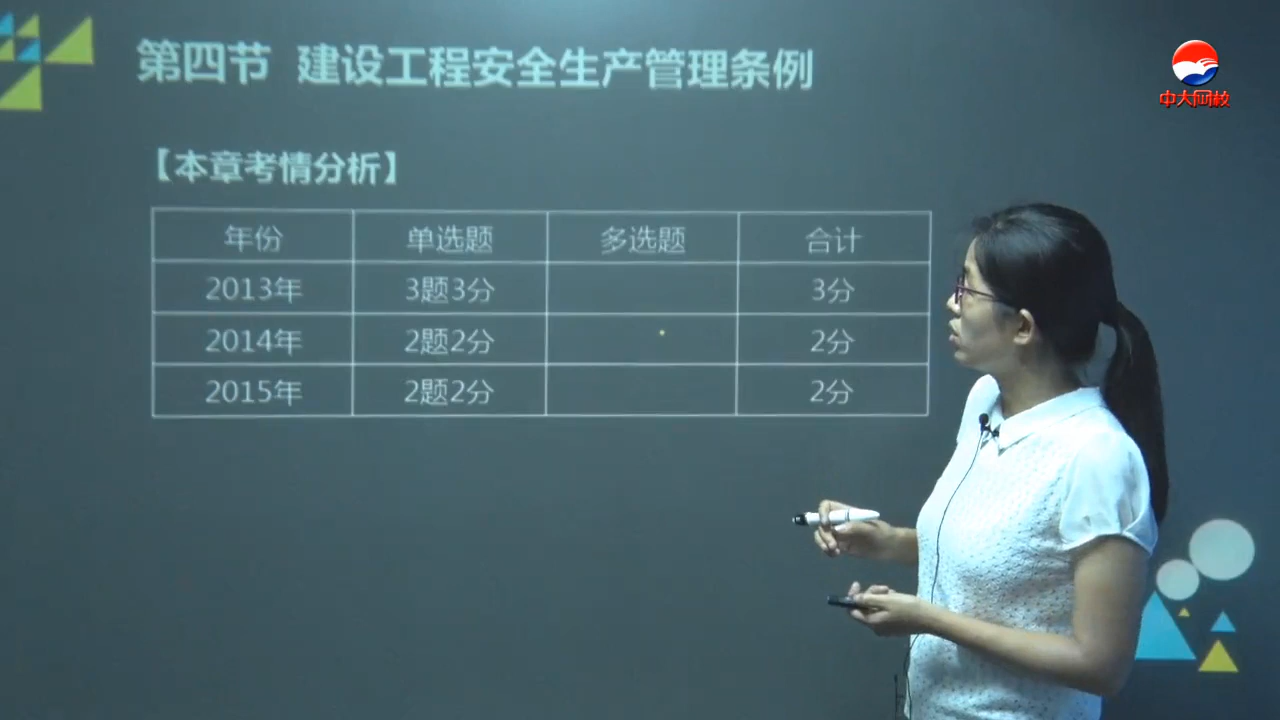 第四节 建设工程安全生产管理条例
中大网校
【本章考情分析】
年份 单选题 多选题 合计
2013年 3题3分 3分
2014年 2题2分 2分
2015年 2题2分 2分